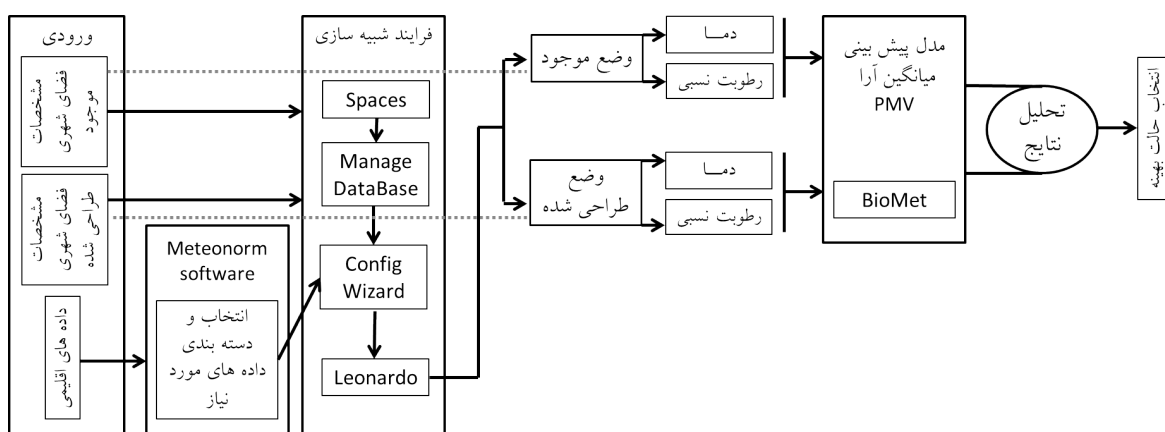 ورودی
مشخصات
فضای شهری
موجود
مشخصات
فضای شهری
طراحی شده
داده های اقلیمی
Meteonorm
software
انتخاب و
دسته بندی
داده های مورد
نیاز
فرایند شبیه سازی
Spaces
Manage
DataBase
Config
Wizard
Leonardo
وضع موجود
دمــا
رطوبت نسبی
وضع
طراحی شده
دمــا
رطوبت نسبی
مدل پیش بینی
میانگین آرا
PMV
BioMet
تحلیل
نتایج
انتخاب حالت بهینه